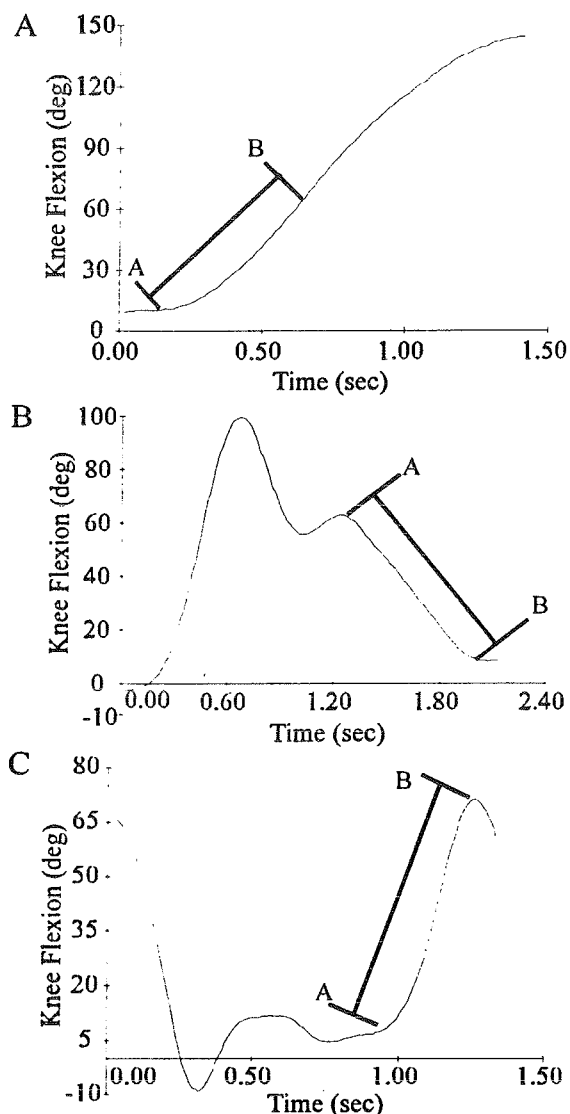 A
150
120
90
60
30
0
Knee Flexion (deg)
A
B
0.00 0.50 1.00 1.50
Time (sec)
B
100
80
60
40
20
0
-10
Knee Flexion (deg)
A
B
0.00 0.60 1.20 1.80 2.40
Time (sec)
C
80
65
50
35
20
5
-10
Knee Flexion (deg)
B
A
0.00 0.50 1.00 1.50
Time (sec)